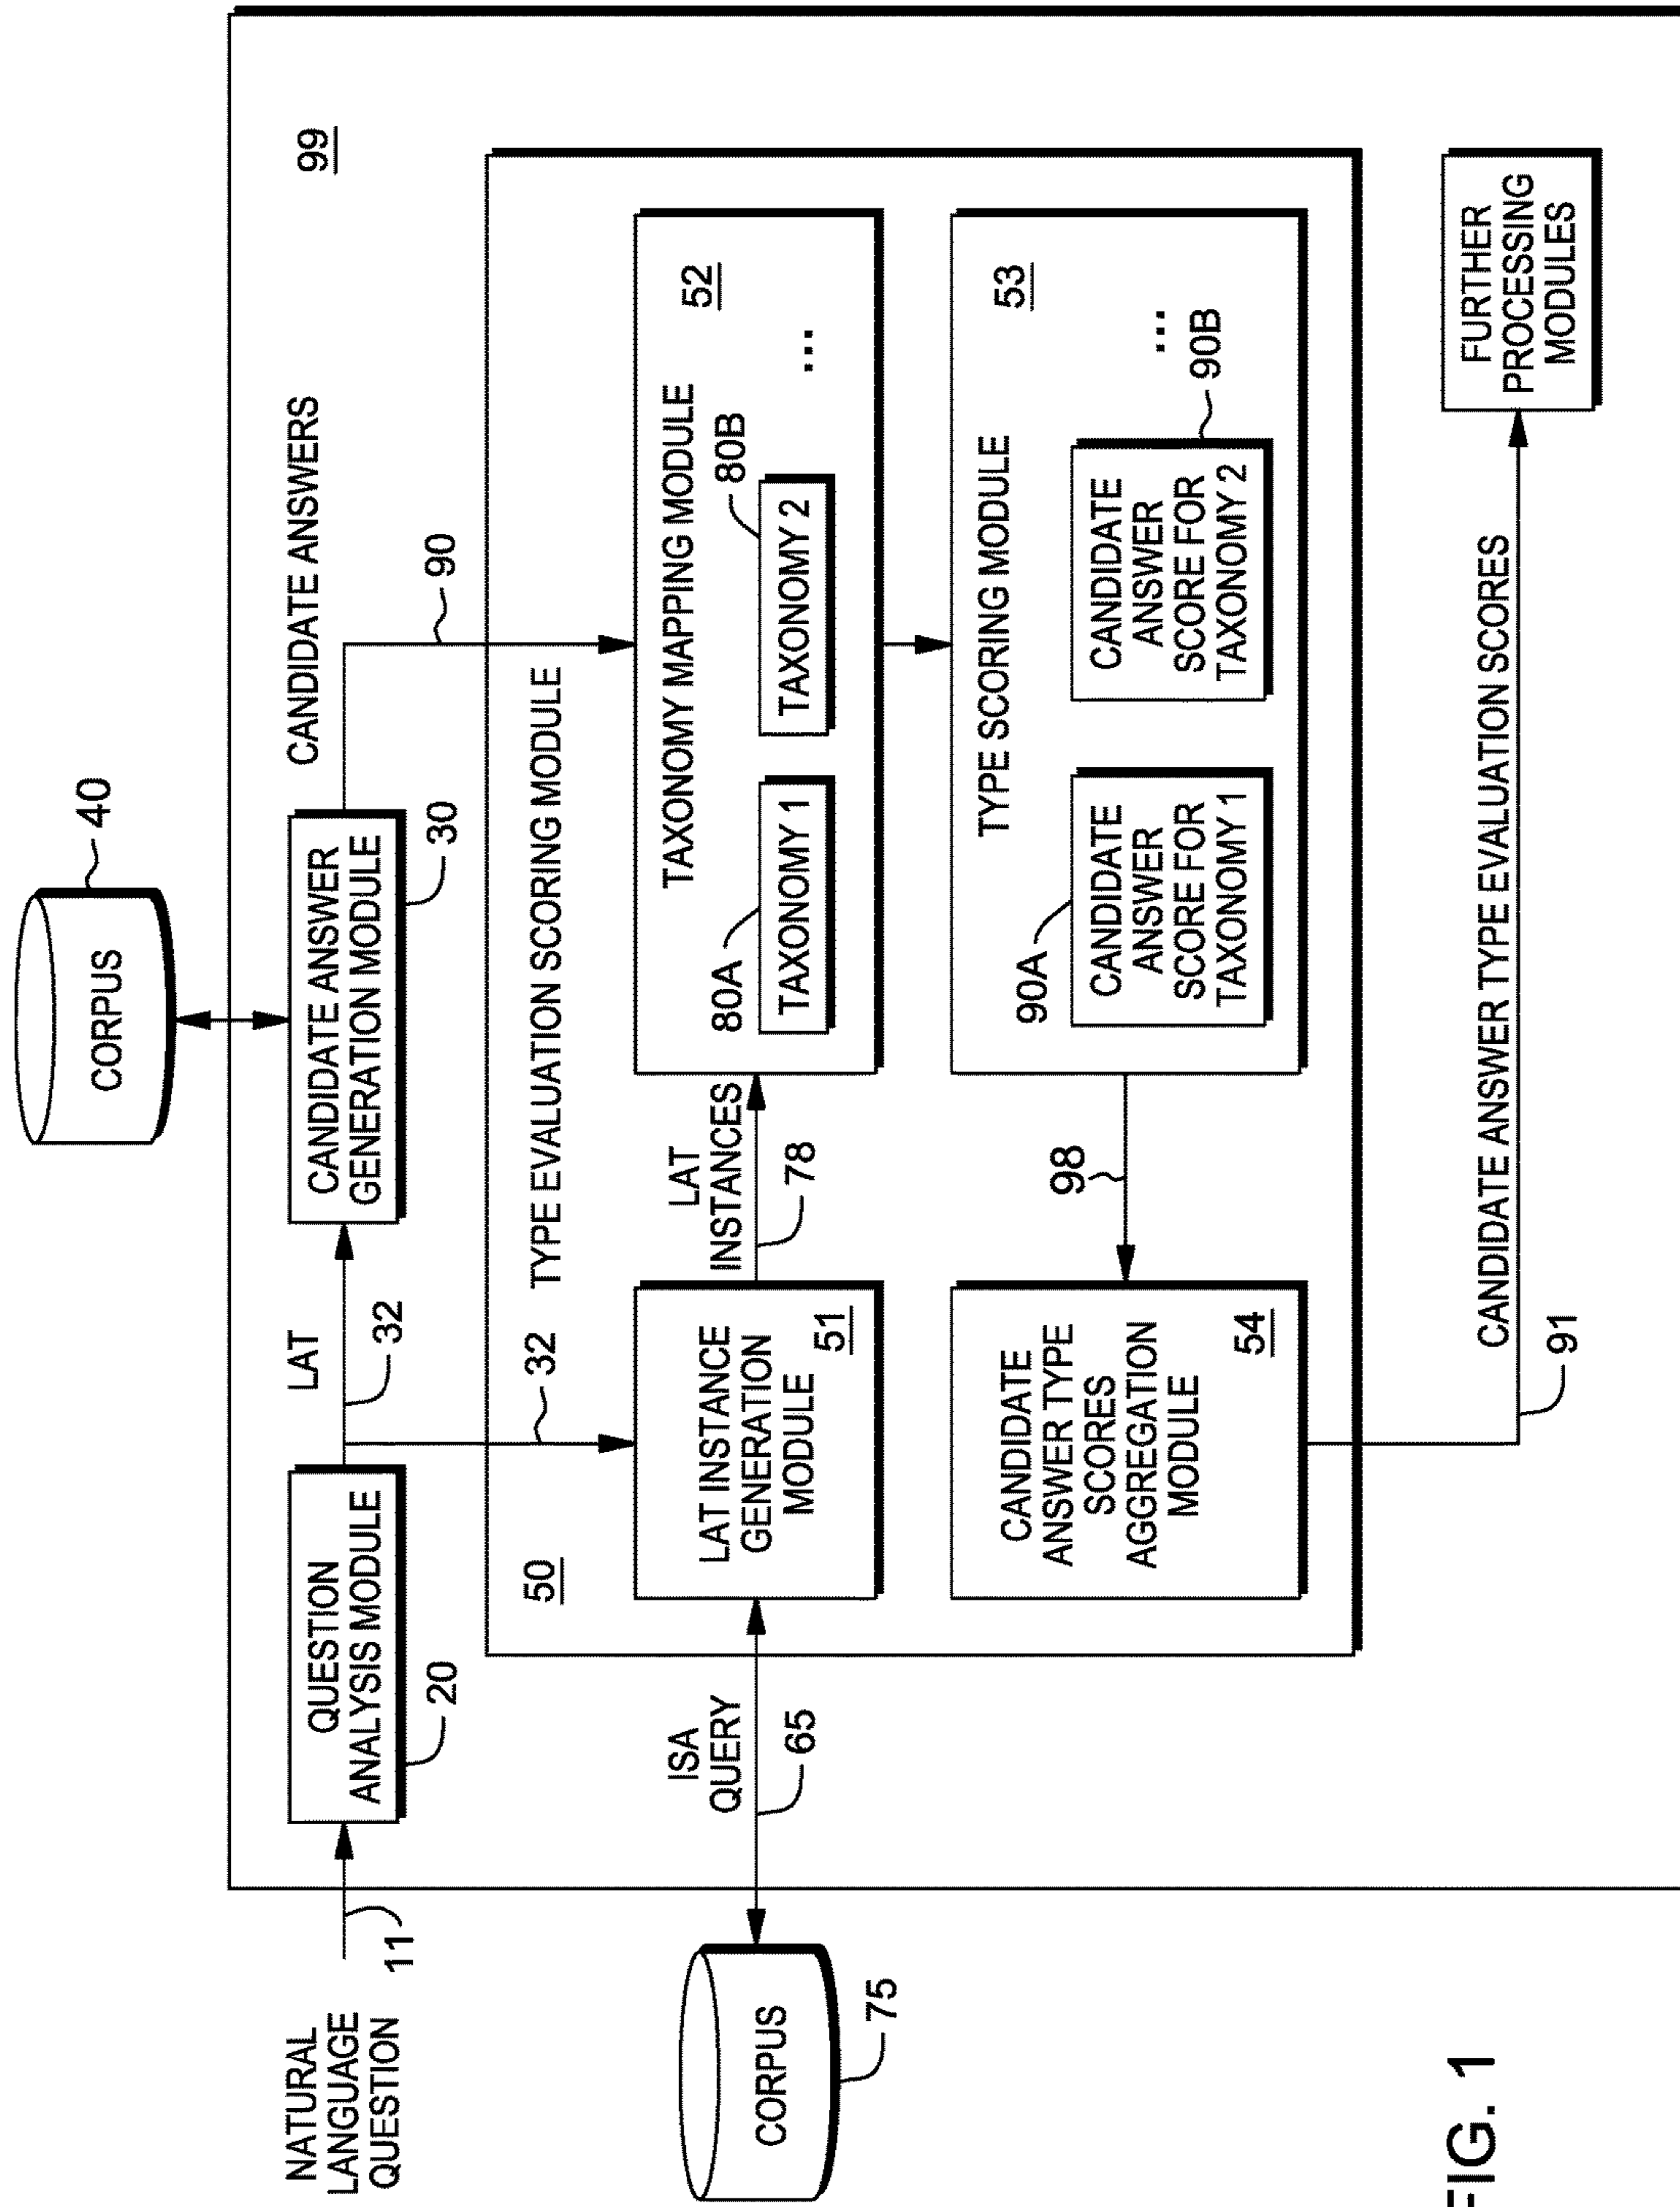 CORPUS
40
99
NATURAL
LANGUAGE
QUESTION
11
QUESTION
ANALYSIS MODULE
20
LAT
32
CANDIDATE ANSWER
GENERATION MODULE
30
CANDIDATE ANSWERS
90
50
32
TYPE EVALUATION SCORING MODULE
CORPUS
75
ISA
QUERY
65
LAT INSTANCE
GENERATION
MODULE
51
LAT
INSTANCES
78
TAXONOMY MAPPING MODULE
52
80A
TAXONOMY 1
80B
TAXONOMY 2
...
CANDIDATE
ANSWER TYPE
SCORES
AGGREGATION
MODULE
54
98
TYPE SCORING MODULE
53
90A
CANDIDATE
ANSWER
SCORE FOR
TAXONOMY 1
CANDIDATE
ANSWER
SCORE FOR
TAXONOMY 2
90B
...
CANDIDATE ANSWER TYPE EVALUATION SCORES
91
FURTHER
PROCESSING
MODULES
FIG. 1